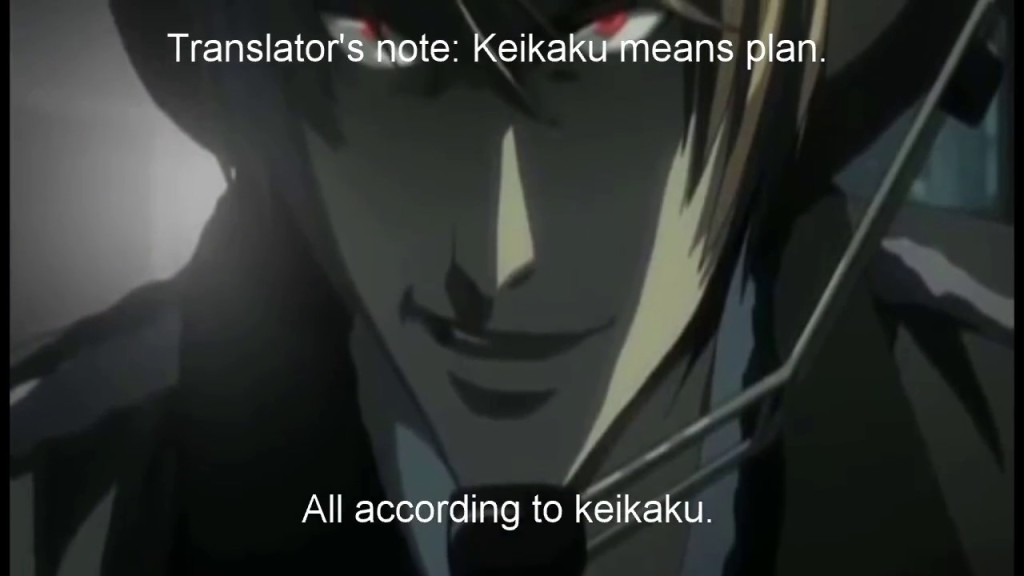 Translator's note: Keikaku means plan.
All according to keikaku.